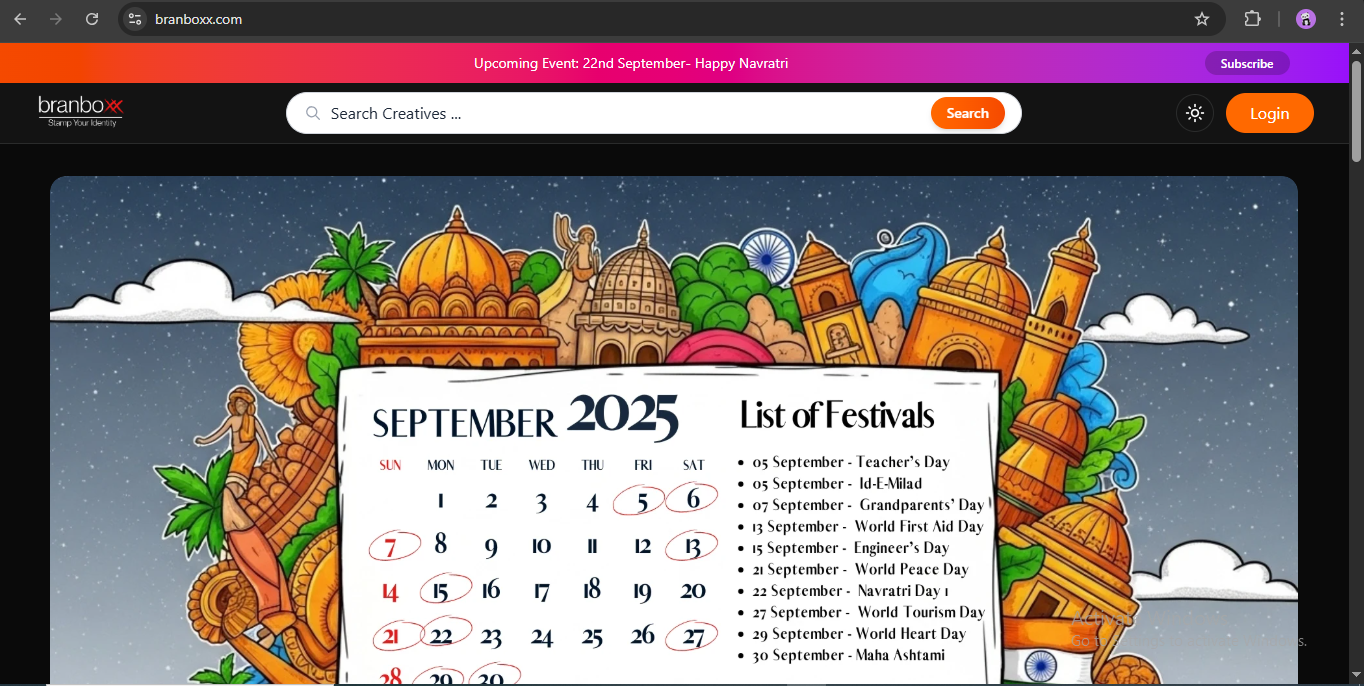 branboxx.com
Upcoming Event: 22nd September- Happy Navratri
Subscribe
branboxx
Stamp Your Identity
Search Creatives ...
Search
Login
SEPTEMBER 2025
SUN MON TUE WED THU FRI SAT
1 2 3 4 5 6
7 8 9 10 11 12 13
14 15 16 17 18 19 20
21 22 23 24 25 26 27
28 29 30
List of Festivals
• 05 September - Teacher's Day
• 05 September - Id-E-Milad
• 07 September - Grandparents' Day
• 13 September - World First Aid Day
• 15 September - Engineer's Day
• 21 September - World Peace Day
• 22 September - Navratri Day 1
• 27 September - World Tourism Day
• 29 September - World Heart Day
• 30 September - Maha Ashtami